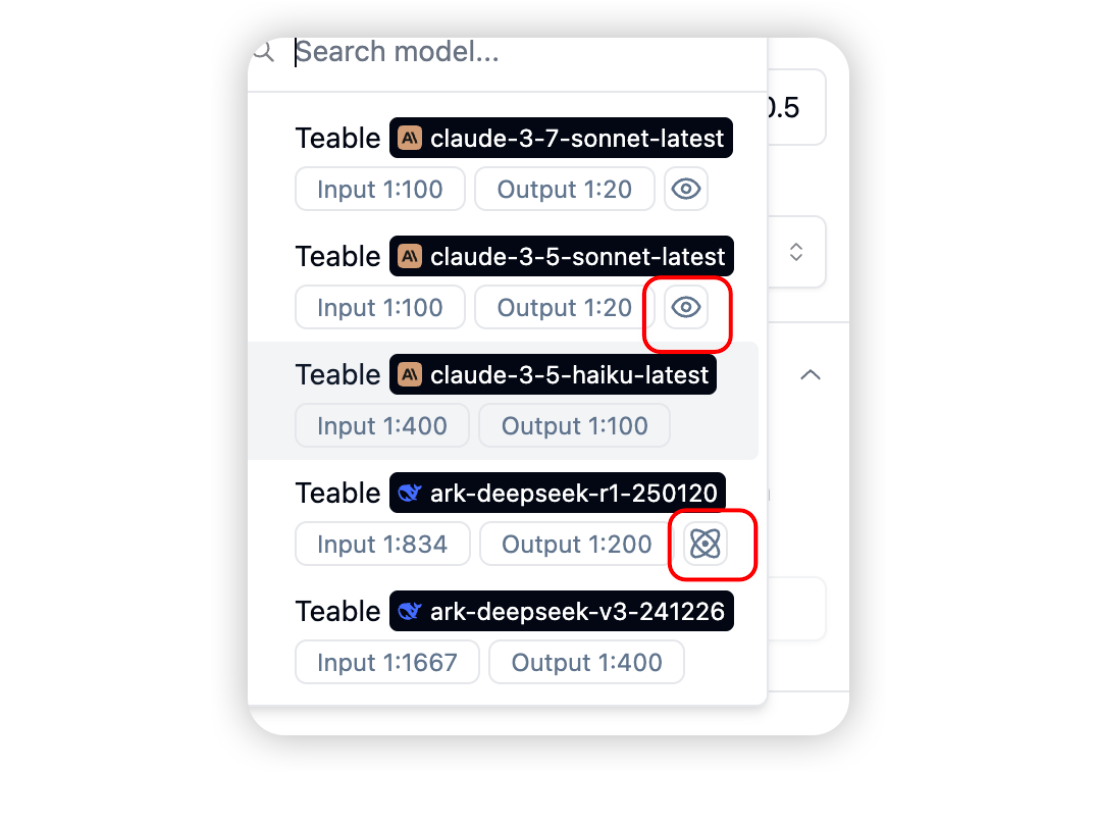 Search model...
0.5
Teable claude-3-7-sonnet-latest
Input 1:100 Output 1:20
Teable claude-3-5-sonnet-latest
Input 1:100 Output 1:20
Teable claude-3-5-haiku-latest
Input 1:400 Output 1:100
Teable ark-deepseek-r1-250120
Input 1:834 Output 1:200
Teable ark-deepseek-v3-241226
Input 1:1667 Output 1:400